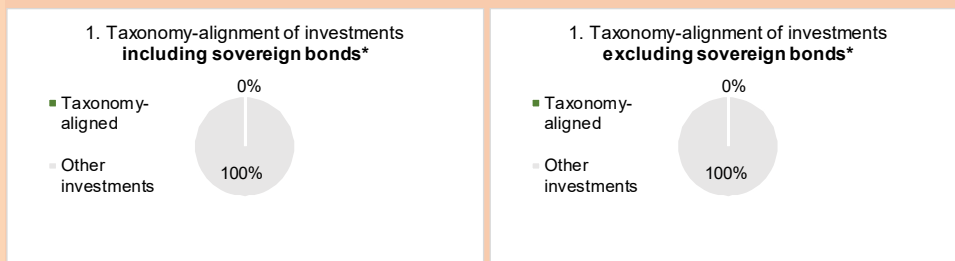 1. Taxonomy-alignment of investments
including sovereign bonds*
0%
Taxonomy-
aligned
Other
investments
100%
1. Taxonomy-alignment of investments
excluding sovereign bonds*
0%
Taxonomy-
aligned
Other
investments
100%